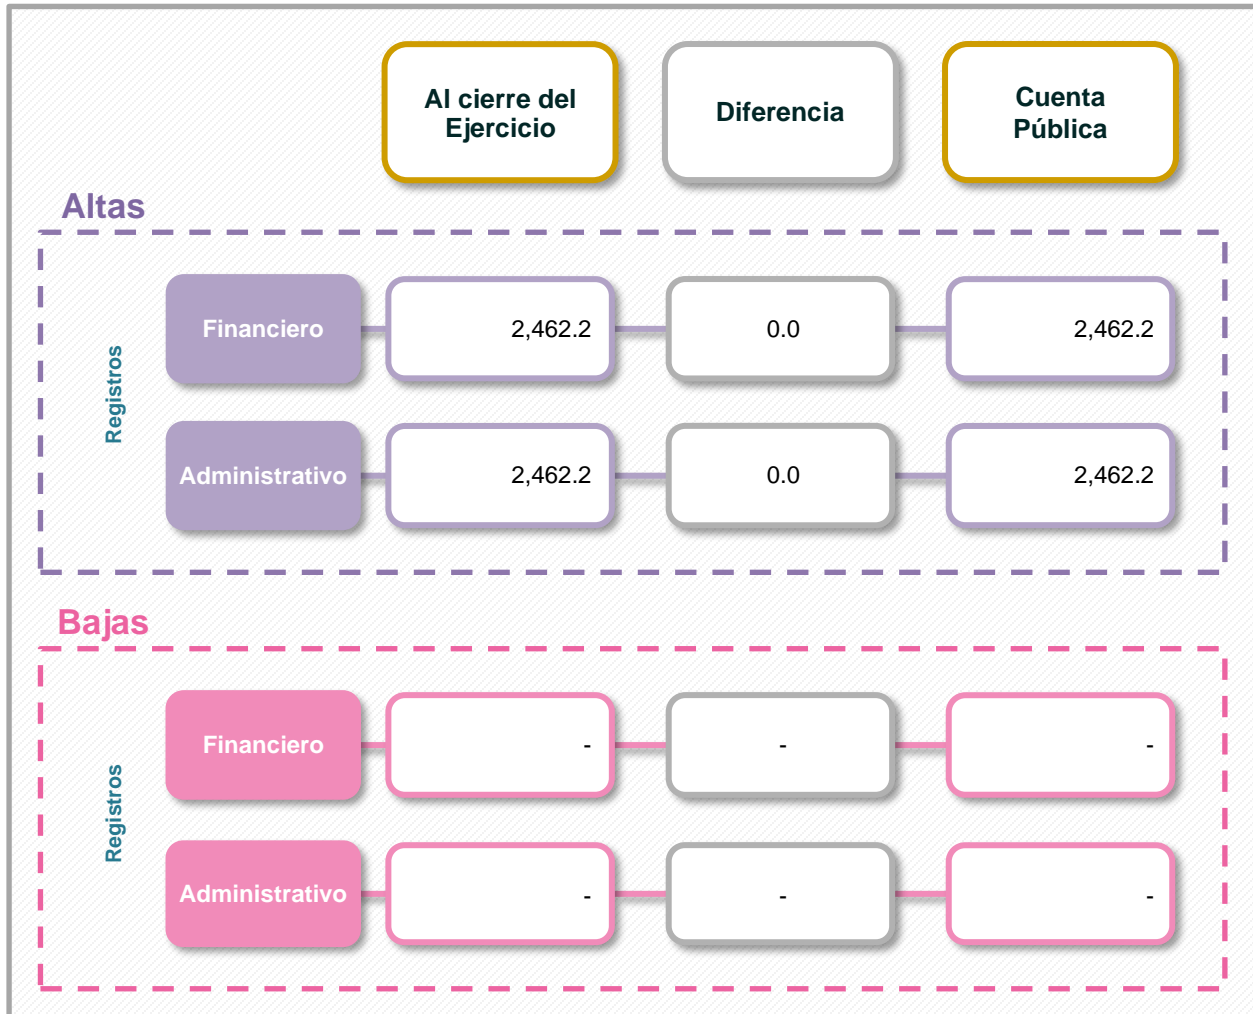 Al cierre del
Ejercicio
Diferencia
Cuenta
Pública
Altas
Registros
Financiero
2,462.2
0.0
2,462.2
Administrativo
2,462.2
0.0
2,462.2
Bajas
Registros
Financiero
-
-
-
Administrativo
-
-
-